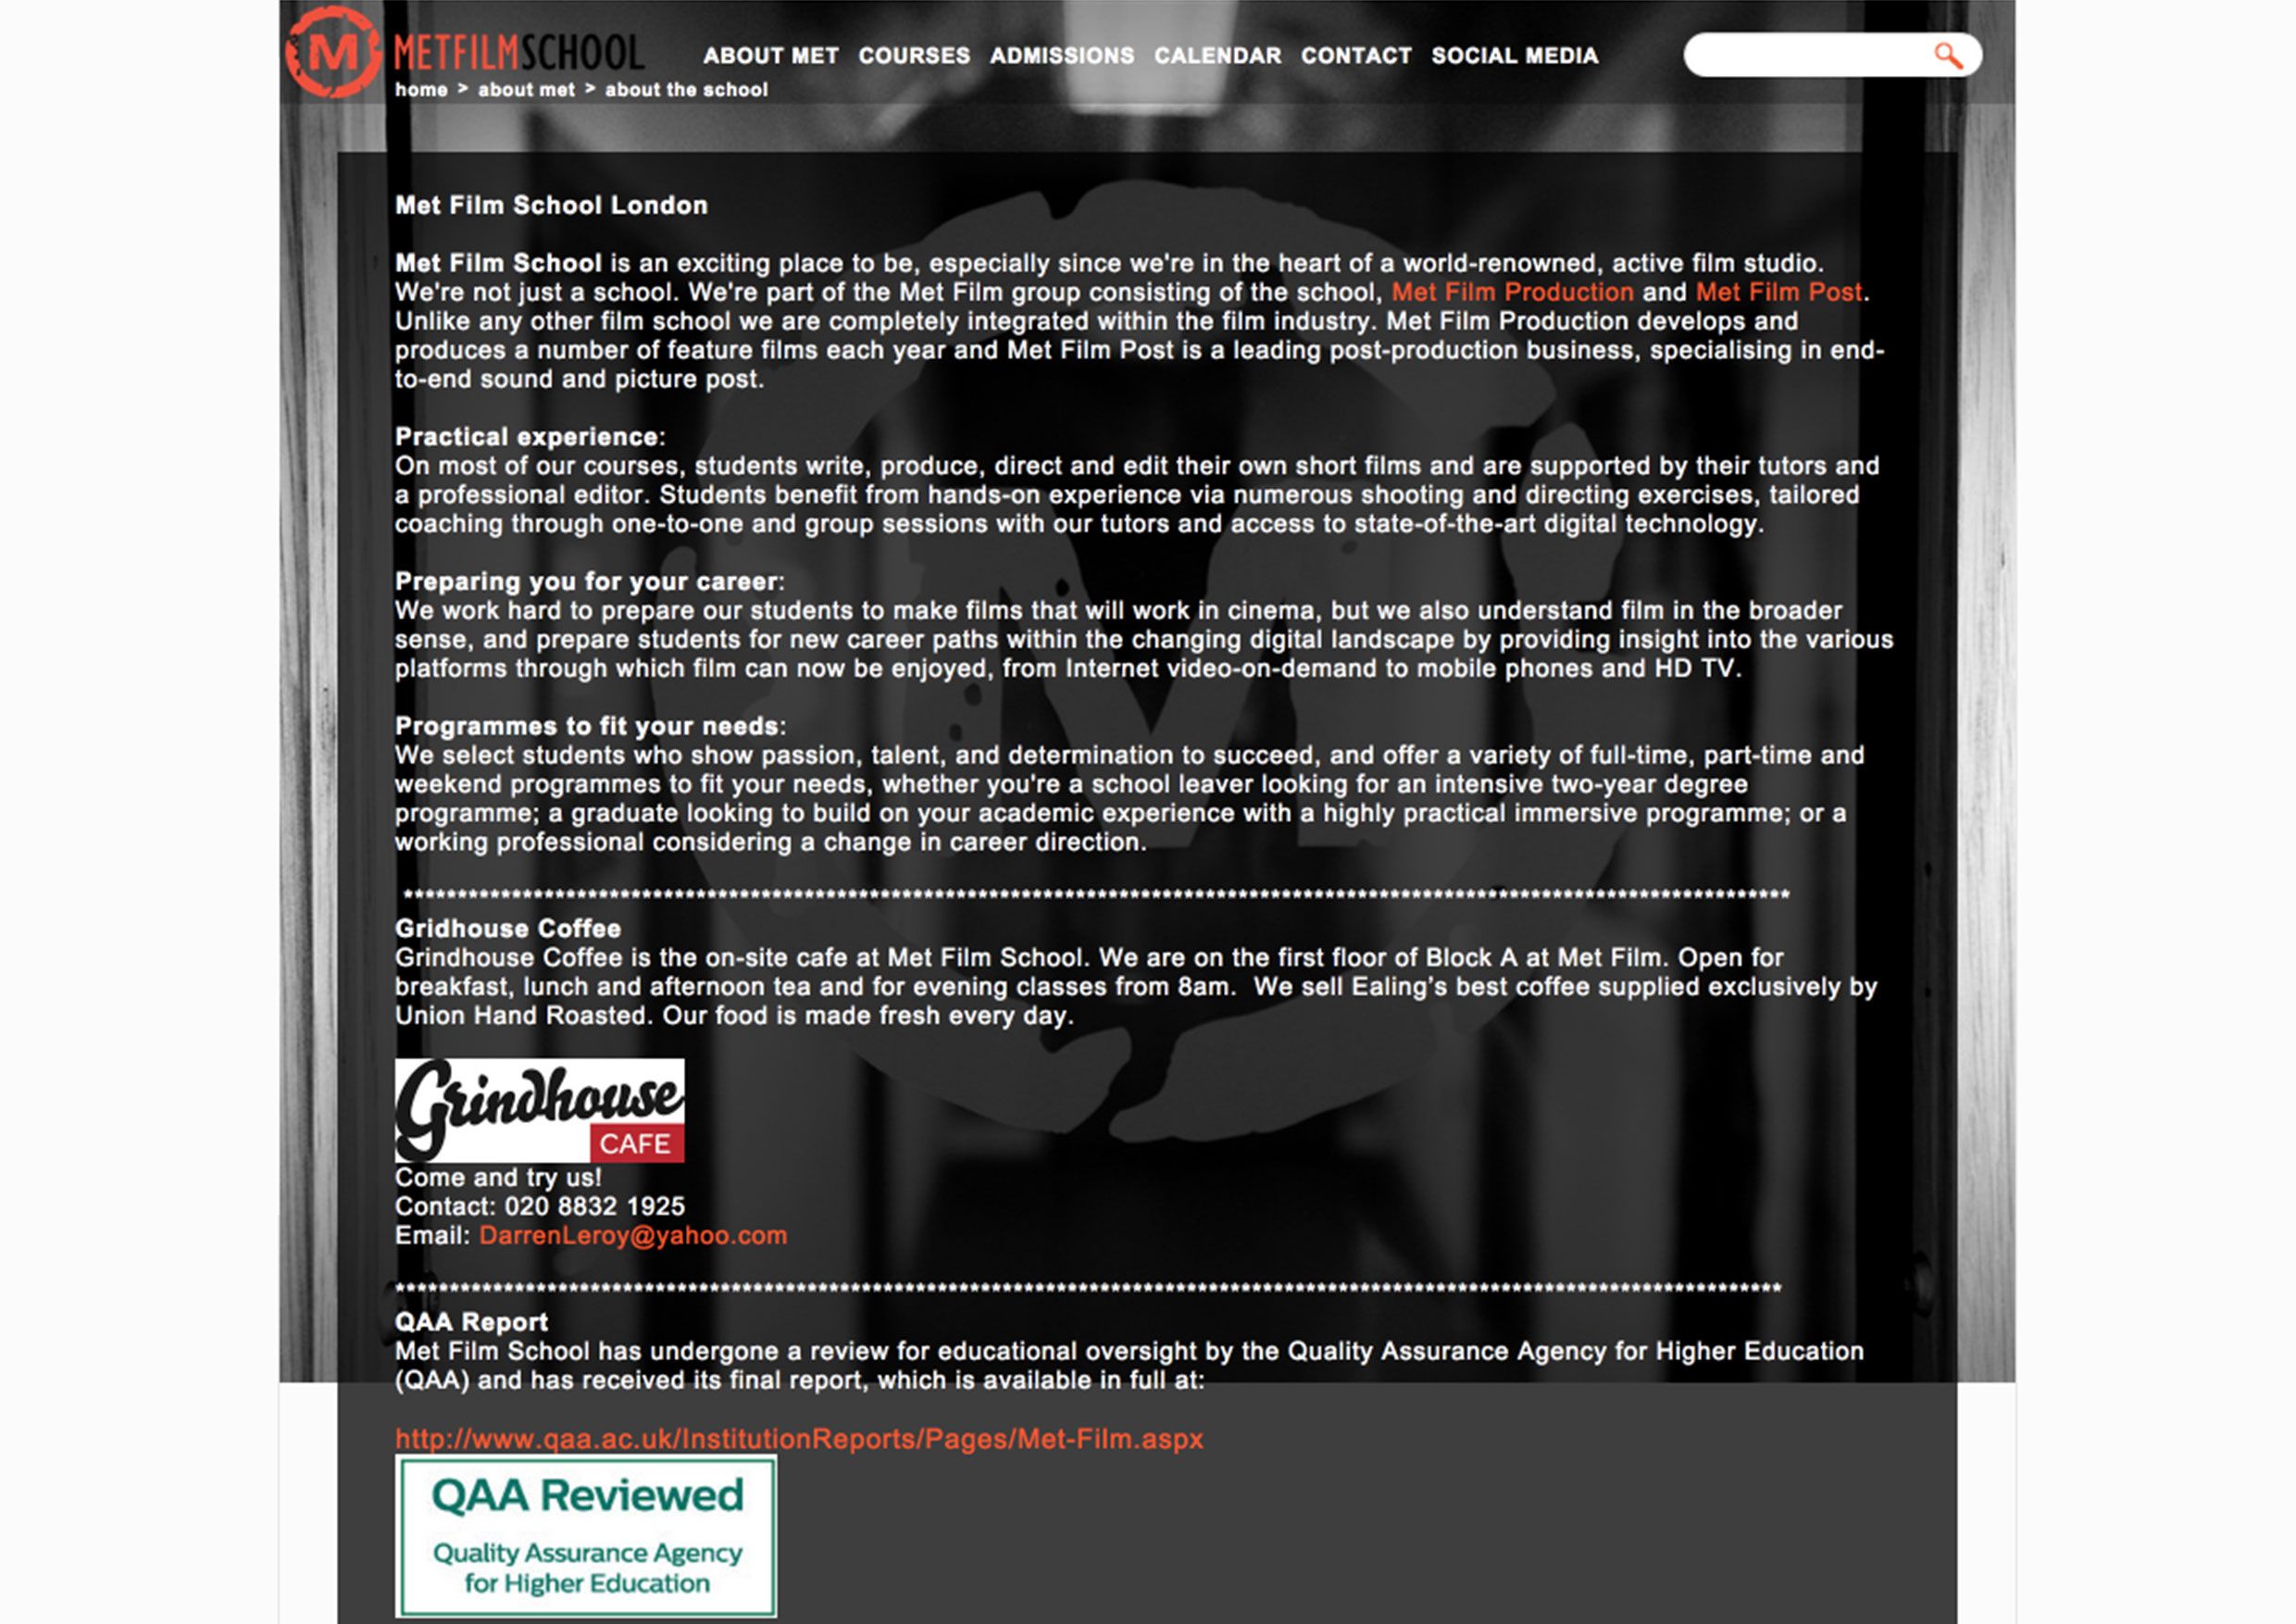 METFILMSCHOOL
ABOUT MET COURSES ADMISSIONS CALENDAR CONTACT SOCIAL MEDIA
home > about met > about the school
Met Film School London
Met Film School is an exciting place to be, especially since we're in the heart of a world-renowned, active film studio.
We're not just a school. We're part of the Met Film group consisting of the school, Met Film Production and Met Film Post.
Unlike any other film school we are completely integrated within the film industry. Met Film Production develops and
produces a number of feature films each year and Met Film Post is a leading post-production business, specialising in end-
to-end sound and picture post.
Practical experience:
On most of our courses, students write, produce, direct and edit their own short films and are supported by their tutors and
a professional editor. Students benefit from hands-on experience via numerous shooting and directing exercises, tailored
coaching through one-to-one and group sessions with our tutors and access to state-of-the-art digital technology.
Preparing you for your career:
We work hard to prepare our students to make films that will work in cinema, but we also understand film in the broader
sense, and prepare students for new career paths within the changing digital landscape by providing insight into the various
platforms through which film can now be enjoyed, from Internet video-on-demand to mobile phones and HD TV.
Programmes to fit your needs:
We select students who show passion, talent, and determination to succeed, and offer a variety of full-time, part-time and
weekend programmes to fit your needs, whether you're a school leaver looking for an intensive two-year degree
programme; a graduate looking to build on your academic experience with a highly practical immersive programme; or a
working professional considering a change in career direction.
Gridhouse Coffee
Grindhouse Coffee is the on-site cafe at Met Film School. We are on the first floor of Block A at Met Film. Open for
breakfast, lunch and afternoon tea and for evening classes from 8am. We sell Ealing’s best coffee supplied exclusively by
Union Hand Roasted. Our food is made fresh every day.
Grindhouse
CAFE
Come and try us!
Contact: 020 8832 1925
Email: DarrenLeroy@yahoo.com
QAA Report
Met Film School has undergone a review for educational oversight by the Quality Assurance Agency for Higher Education
(QAA) and has received its final report, which is available in full at:
http://www.qaa.ac.uk/InstitutionReports/Pages/Met-Film.aspx
QAA Reviewed
Quality Assurance Agency
for Higher Education